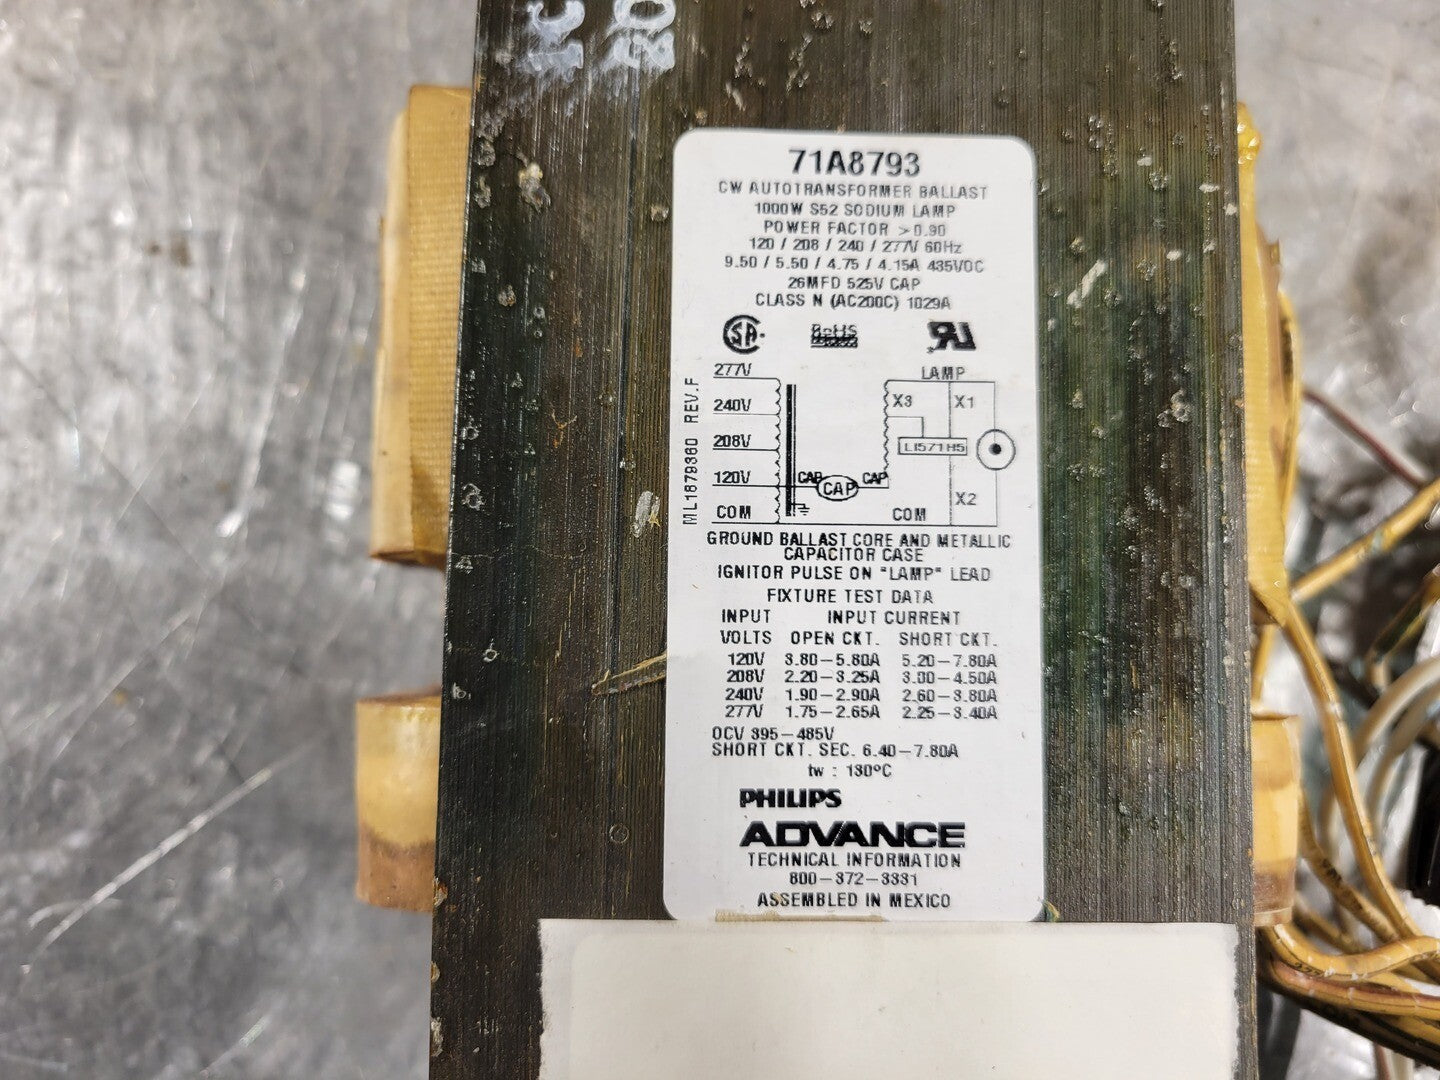 71A8793
CW AUTOTRANSFORMER BALLAST
1000W S52 SODIUM LAMP
POWER FACTOR > 0.90
120 / 208 / 240 / 277V 60Hz
9.50 / 5.50 / 4.75 / 4.15A 435VOC
26MFD 525V CAP
CLASS N (AC200C) 1029A
SA
RoHS
ML1879360 REV.F
277V
240V
208V
120V
COM
CAP
CAP
CAP
LAMP
X3
X1
LI571H5
X2
COM
GROUND BALLAST CORE AND METALLIC
CAPACITOR CASE
IGNITOR PULSE ON "LAMP" LEAD
FIXTURE TEST DATA
INPUT INPUT CURRENT
VOLTS OPEN CKT. SHORT CKT.
120V 3.80-5.80A 5.20-7.80A
208V 2.20-3.25A 3.00-4.50A
240V 1.90-2.90A 2.60-3.80A
277V 1.75-2.65A 2.25-3.40A
OCV 395-485V
SHORT CKT. SEC. 6.40-7.80A
tw : 130°C
PHILIPS
ADVANCE
TECHNICAL INFORMATION
800-372-3331
ASSEMBLED IN MEXICO